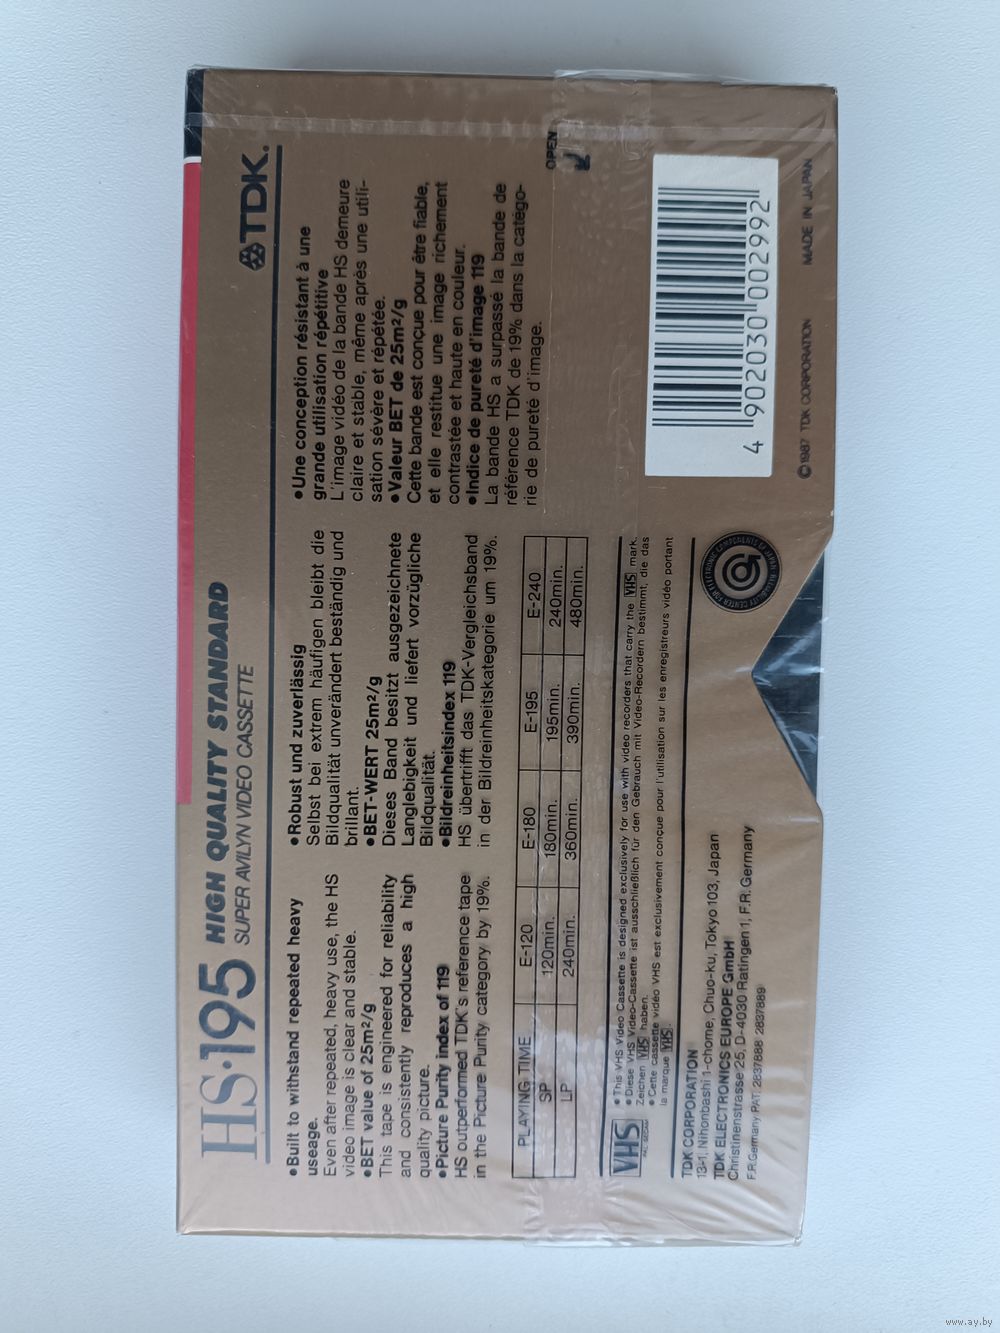 HS·195 HIGH QUALITY STANDARD
SUPER AVILYN VIDEO CASSETTE
TDK.
•Built to withstand repeated heavy
useage.
Even after repeated, heavy use, the HS
video image is clear and stable.
•BET value of 25m²/g
This tape is engineered for reliability
and consistently reproduces a high
quality picture.
•Picture Purity index of 119
HS outperformed TDK's reference tape
in the Picture Purity category by 19%.
•Robust und zuverlässig
Selbst bei extrem häufigen bleibt die
Bildqualität unverändert beständig und
brillant.
•BET-WERT 25m²/g
Dieses Band besitzt ausgezeichnete
Langlebigkeit und liefert vorzügliche
Bildqualität.
•Bildreinheitsindex 119
HS übertrifft das TDK-Vergleichsband
in der Bildreinheitskategorie um 19%.
•Une conception résistant à une
grande utilisation répétitive
L'image vidéo de la bande HS demeure
claire et stable, même après une utili-
sation sévère et répétée.
•Valeur BET de 25m²/g
Cette bande est conçue pour être fiable,
et elle restitue une image richement
contrastée et haute en couleur.
•Indice de pureté d'image 119
La bande HS a surpassé la bande de
référence TDK de 19% dans la catégo-
rie de pureté d'image.
OPEN
PLAYING TIME E-120 E-180 E-195 E-240
SP 120min. 180min. 195min. 240min.
LP 240min. 360min. 390min. 480min.
VHS
PAL·SECAM
•This VHS Video Cassette is designed exclusively for use with video recorders that carry the VHS mark.
•Diese VHS Video-Cassette ist ausschließlich für den Gebrauch mit Video-Recordern bestimmt, die das
Zeichen VHS haben.
•Cette cassette vidéo VHS est exclusivement conçue pour l'utilisation sur les enregistreurs vidéo portant
la marque VHS.
TDK CORPORATION
13-1, Nihonbashi 1-chome, Chuo-ku, Tokyo 103, Japan
TDK ELECTRONICS EUROPE GmbH
Christinenstrasse 25, D-4030 Ratingen 1, F.R.Germany
F.R.Germany PAT. 2837888 2837889
RELIABILITY CENTER FOR ELECTRONIC COMPONENTS OF JAPAN
4 902030 002992
©1987 TDK CORPORATION MADE IN JAPAN
www.ay.by